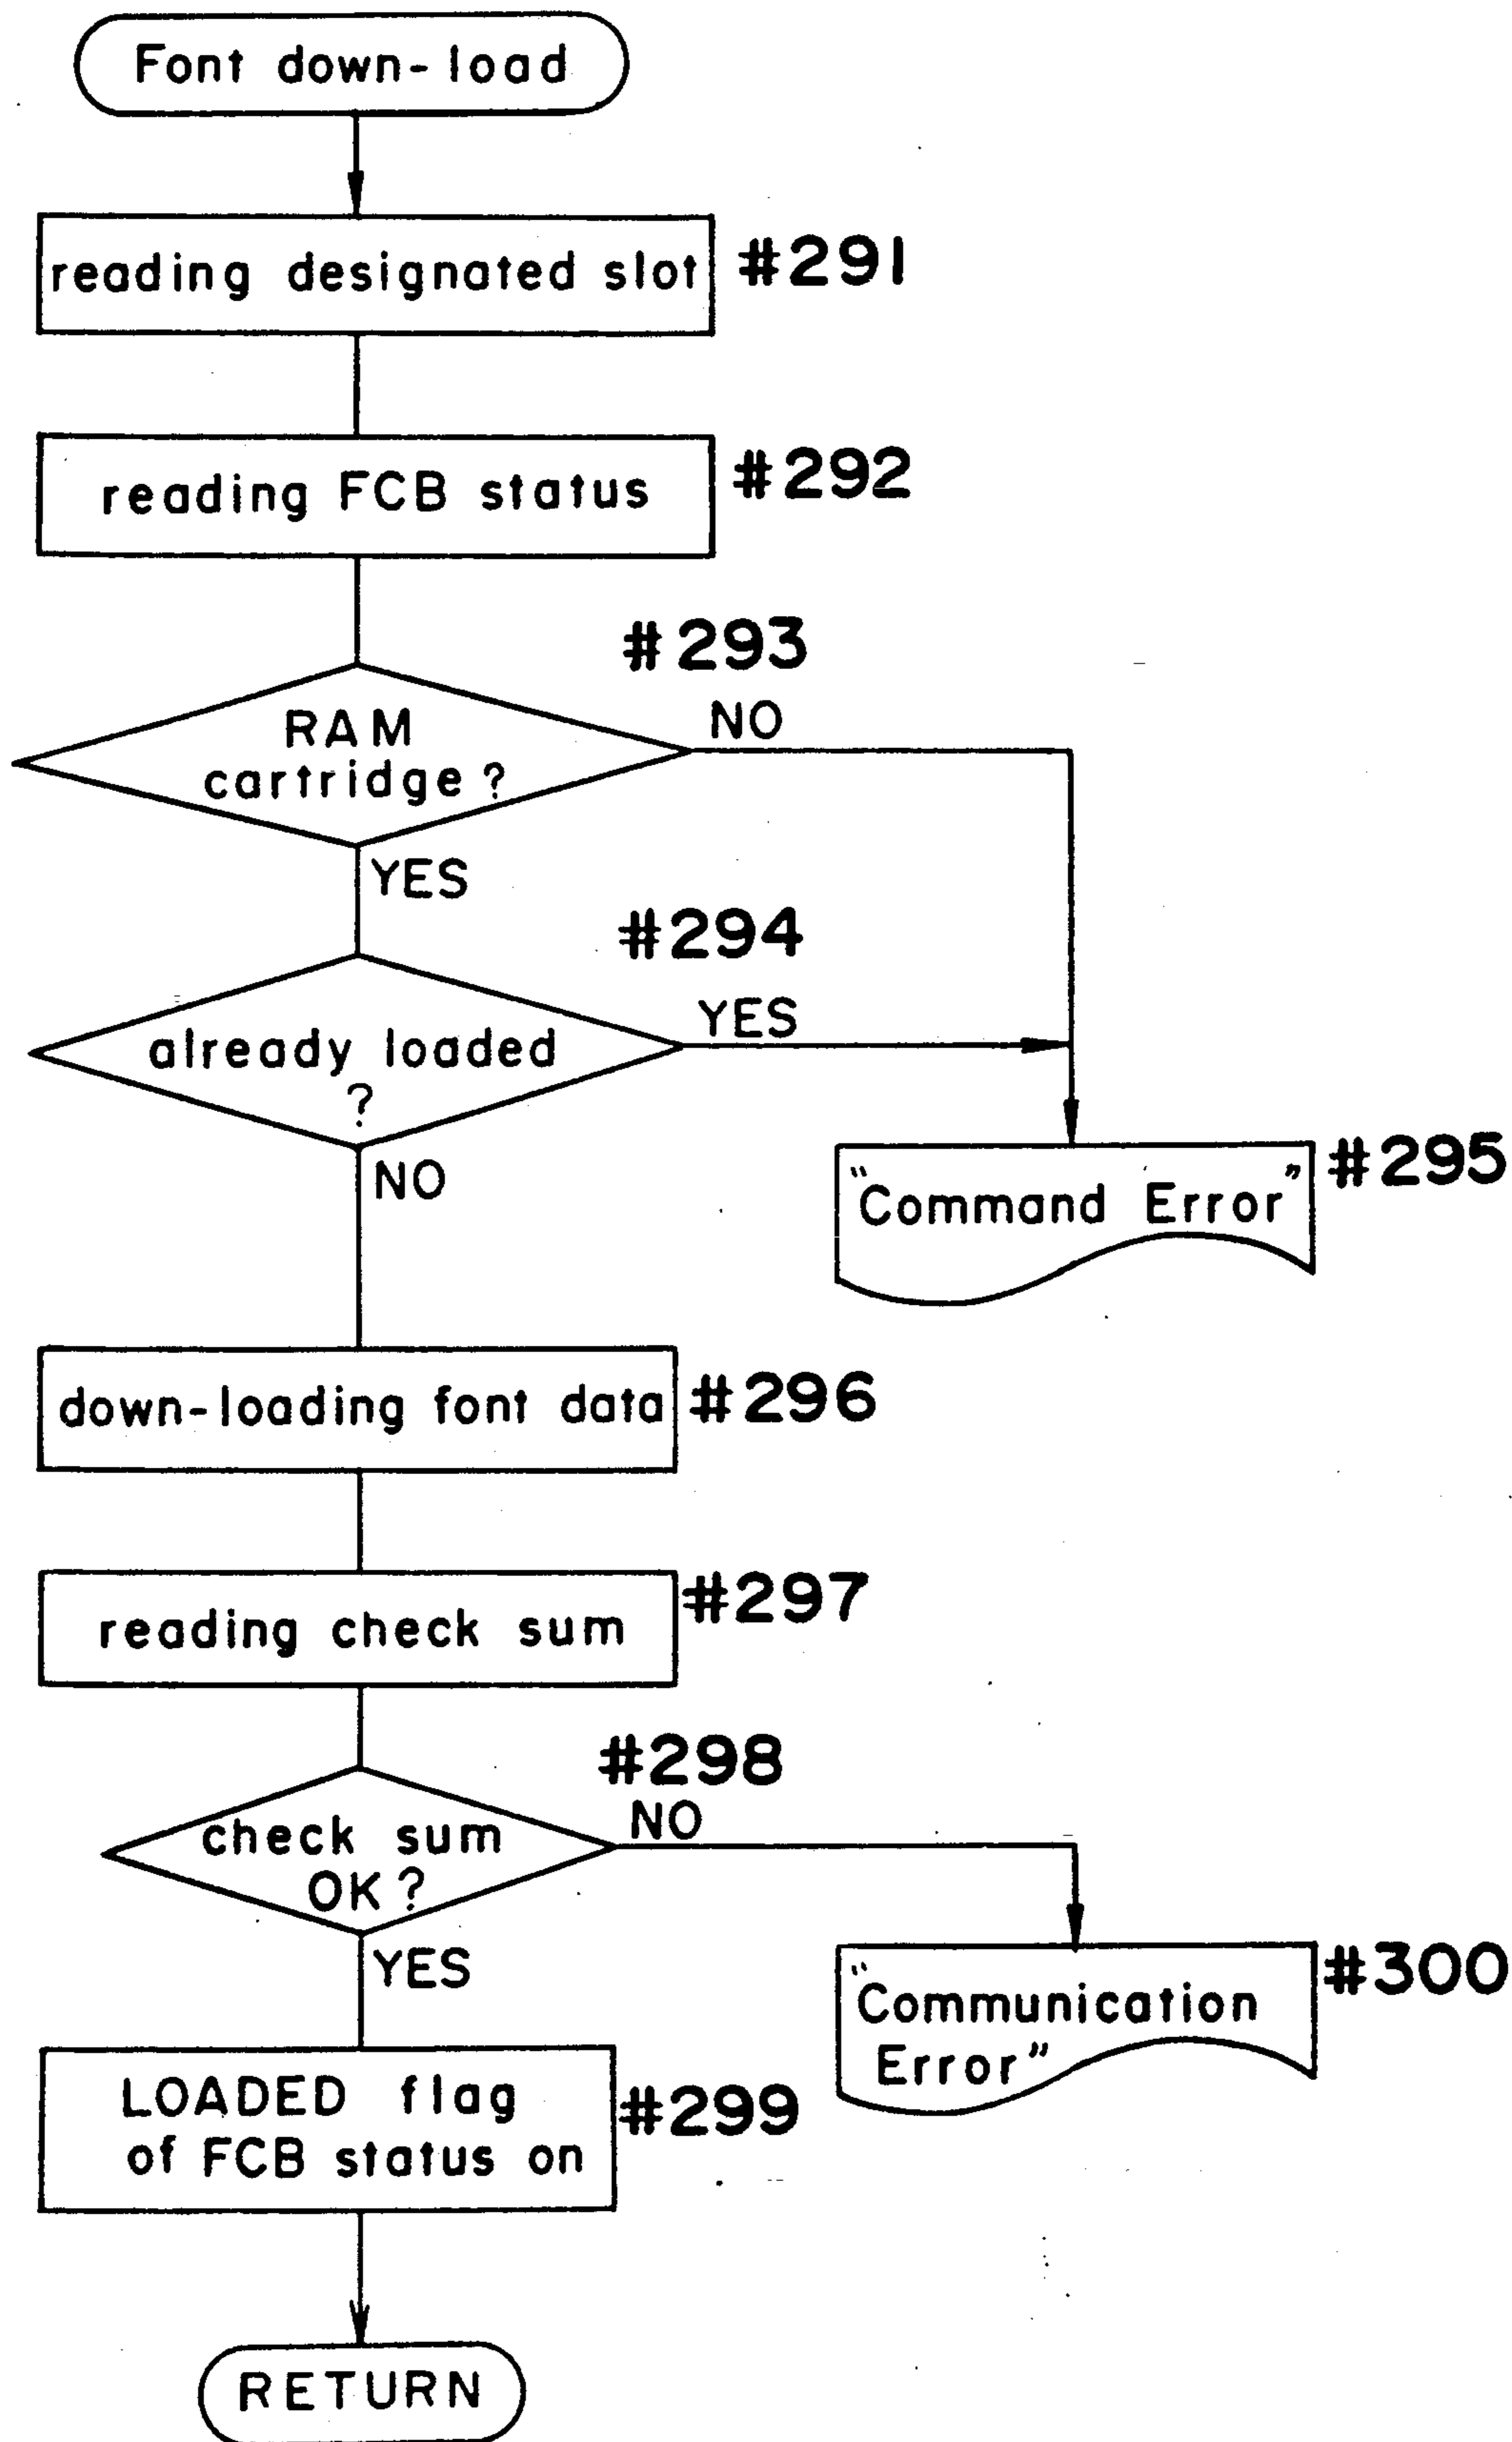 Font down-load
reading designated slot #291
reading FCB status #292
#293
RAM
cartridge?
NO
YES
#294
already loaded
?
YES
NO
"Command Error" #295
down-loading font data #296
reading check sum #297
#298
check sum
OK?
NO
YES
"Communication
Error"
#300
LOADED flag
of FCB status on
#299
RETURN